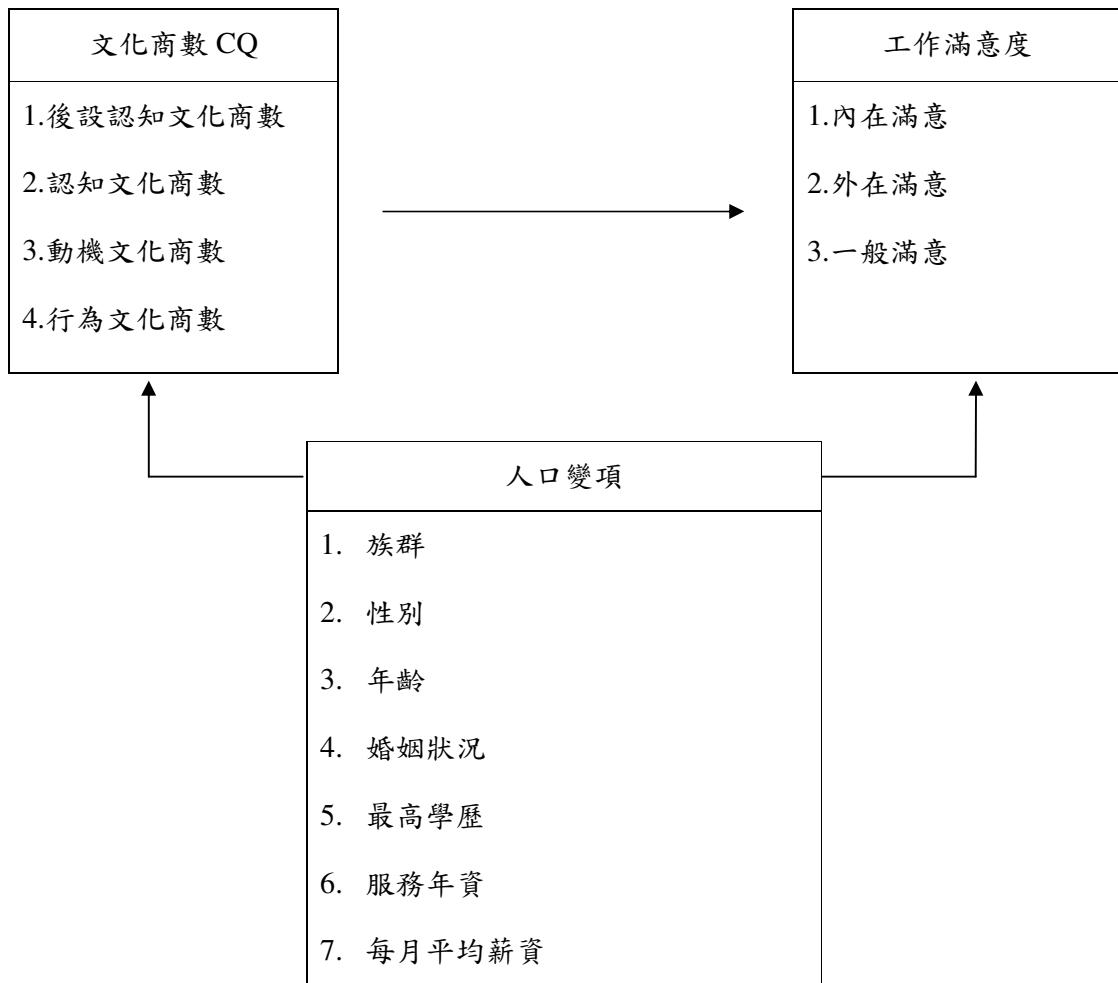 文化商數 CQ
1.後設認知文化商數
2.認知文化商數
3.動機文化商數
4.行為文化商數
工作滿意度
1.內在滿意
2.外在滿意
3.一般滿意
人口變項
1. 族群
2. 性別
3. 年齡
4. 婚姻狀況
5. 最高學歷
6. 服務年資
7. 每月平均薪資